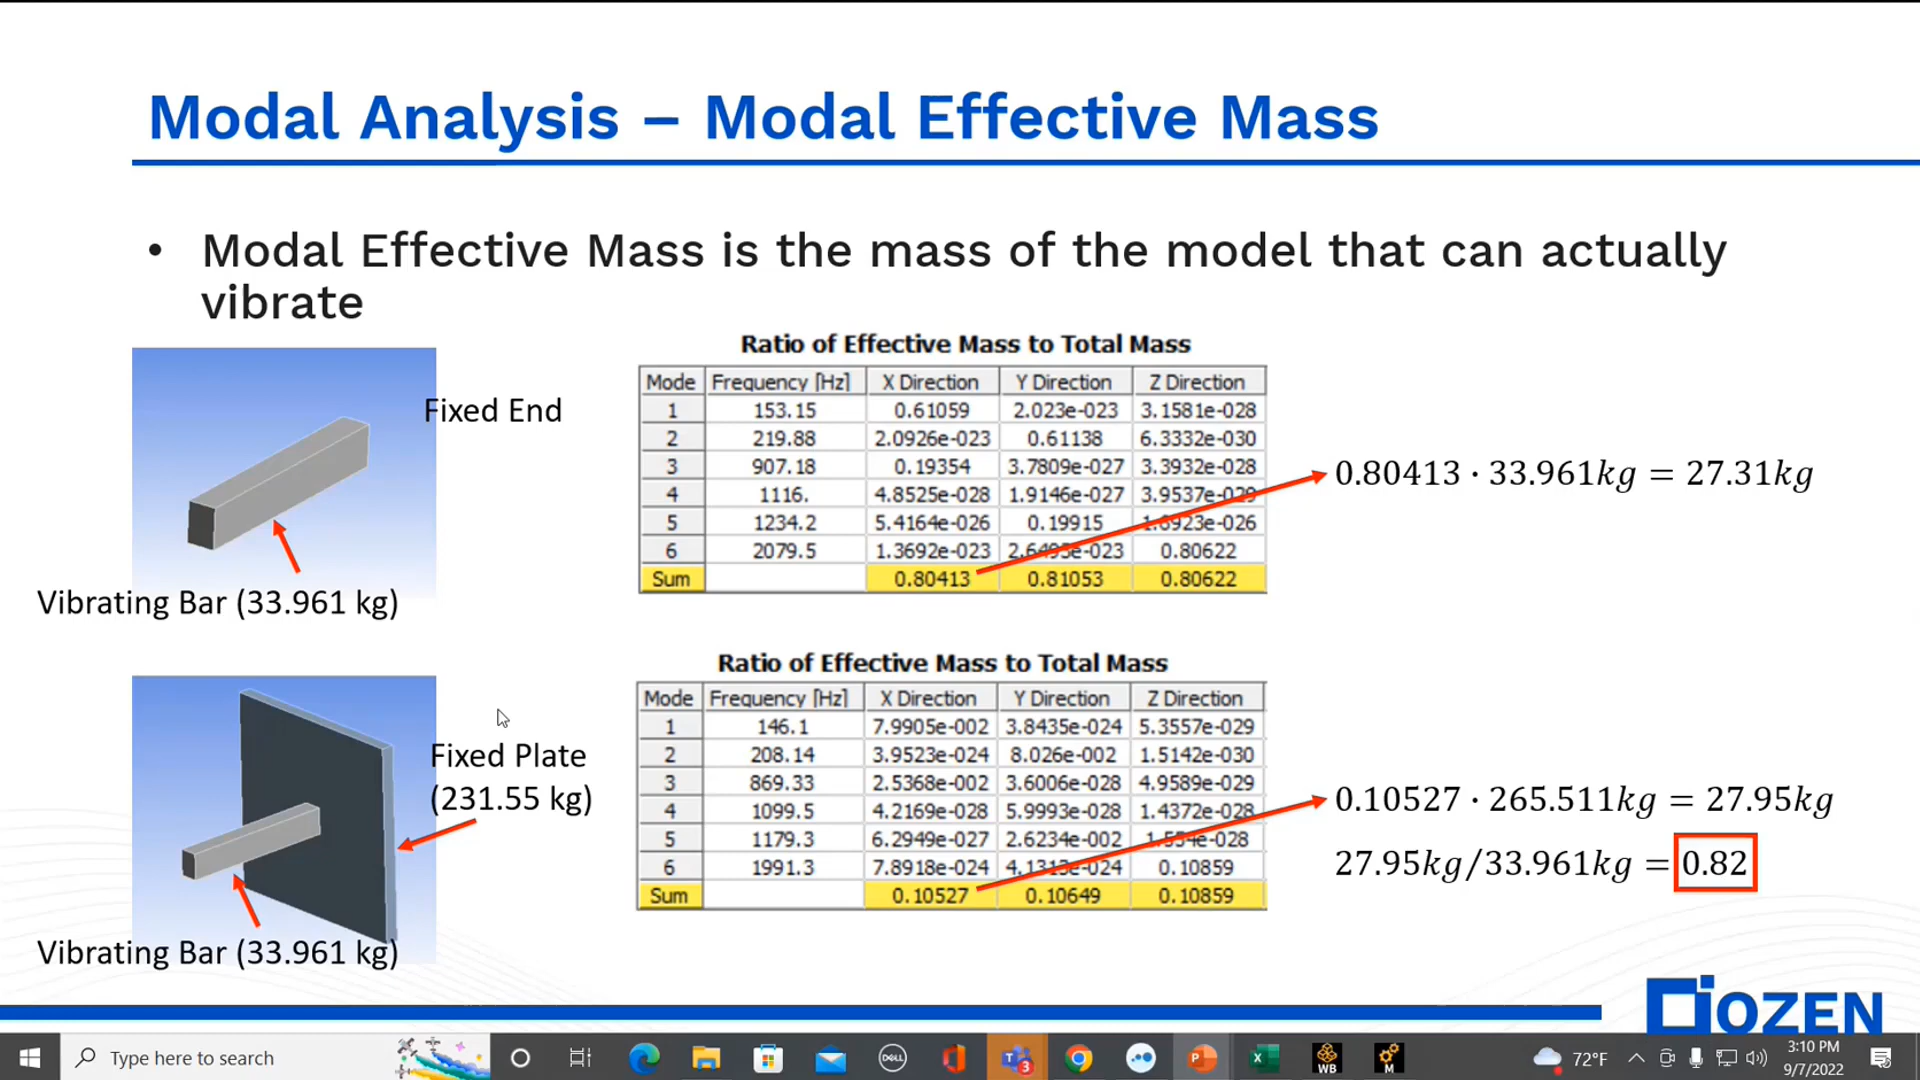 Modal Analysis – Modal Effective Mass
• Modal Effective Mass is the mass of the model that can actually
vibrate
Fixed End
Vibrating Bar (33.961 kg)
Ratio of Effective Mass to Total Mass
Mode Frequency [Hz] X Direction Y Direction Z Direction
1 153.15 0.61059 2.023e-023 3.1581e-028
2 219.88 2.0926e-023 0.61138 6.3332e-030
3 907.18 0.19354 3.7809e-027 3.3932e-028
4 1116. 4.8525e-028 1.9146e-027
5 1234.2 5.4164e-026 0.19915
6 2079.5 1.3692e-023 0.80622
Sum 0.80413 0.81053 0.80622
0.80413 · 33.961kg = 27.31kg
Fixed Plate
(231.55 kg)
Vibrating Bar (33.961 kg)
Ratio of Effective Mass to Total Mass
Mode Frequency [Hz] X Direction Y Direction Z Direction
1 146.1 7.9905e-002 3.8435e-024 5.3557e-029
2 208.14 3.9523e-024 8.026e-002 1.5142e-030
3 869.33 2.5368e-002 3.6006e-028 4.9589e-029
4 1099.5 4.2169e-028 5.9993e-028 1.4372e-028
5 1179.3 6.2949e-027 2.6234e-002
6 1991.3 7.8918e-024 0.10859
Sum 0.10527 0.10649 0.10859
0.10527 · 265.511kg = 27.95kg
27.95kg/33.961kg = 0.82
OZEN
Type here to search
DELL
3
WB
M
72°F
3:10 PM
9/7/2022